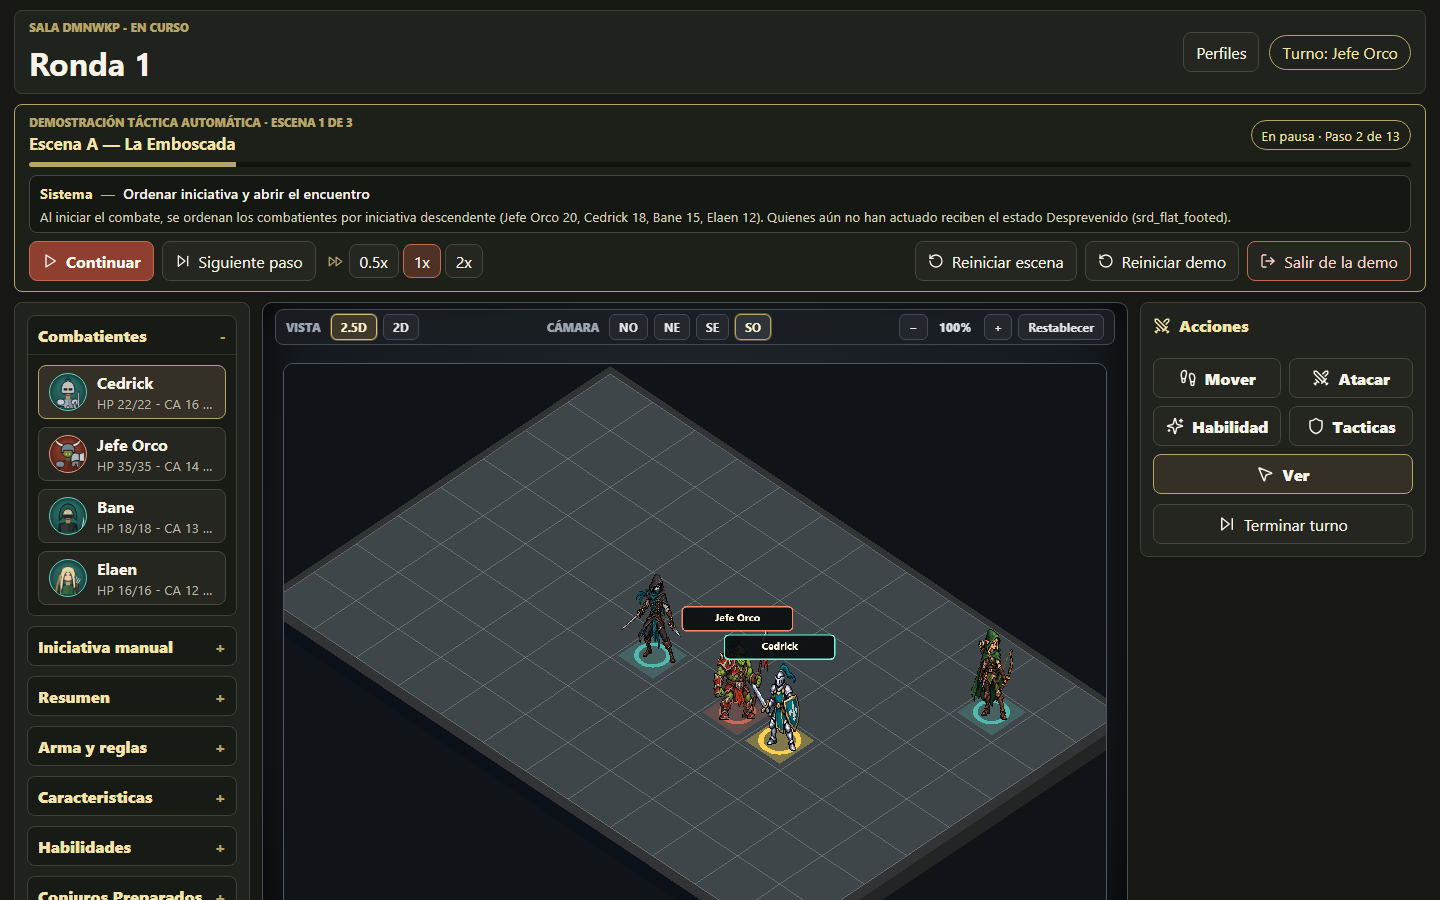 SALA DMNWKP - EN CURSO
Ronda 1
Perfiles
Turno: Jefe Orco
DEMOSTRACIÓN TÁCTICA AUTOMÁTICA · ESCENA 1 DE 3
Escena A — La Emboscada
En pausa · Paso 2 de 13
Sistema — Ordenar iniciativa y abrir el encuentro
Al iniciar el combate, se ordenan los combatientes por iniciativa descendente (Jefe Orco 20, Cedrick 18, Bane 15, Elaen 12). Quienes aún no han actuado reciben el estado Desprevenido (srd_flat_footed).
Continuar
Siguiente paso
0.5x
1x
2x
Reiniciar escena
Reiniciar demo
Salir de la demo
Combatientes -
Cedrick
HP 22/22 - CA 16 ...
Jefe Orco
HP 35/35 - CA 14 ...
Bane
HP 18/18 - CA 13 ...
Elaen
HP 16/16 - CA 12 ...
Iniciativa manual +
Resumen +
Arma y reglas +
Caracteristicas +
Habilidades +
Conjuros Preparados +
VISTA
2.5D
2D
CÁMARA
NO
NE
SE
SO
−
100%
+
Restablecer
Jefe Orco
Cedrick
Acciones
Mover
Atacar
Habilidad
Tacticas
Ver
Terminar turno